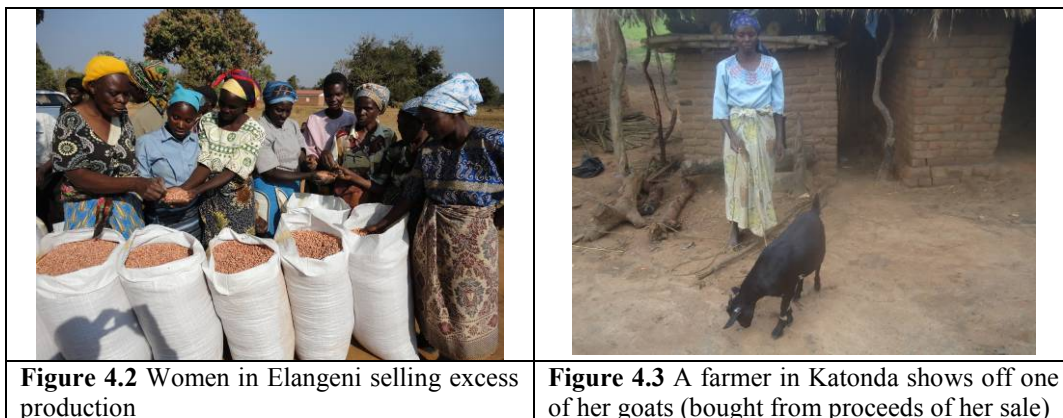 Figure 4.2 Women in Elangeni selling excess
production
Figure 4.3 A farmer in Katonda shows off one
of her goats (bought from proceeds of her sale)